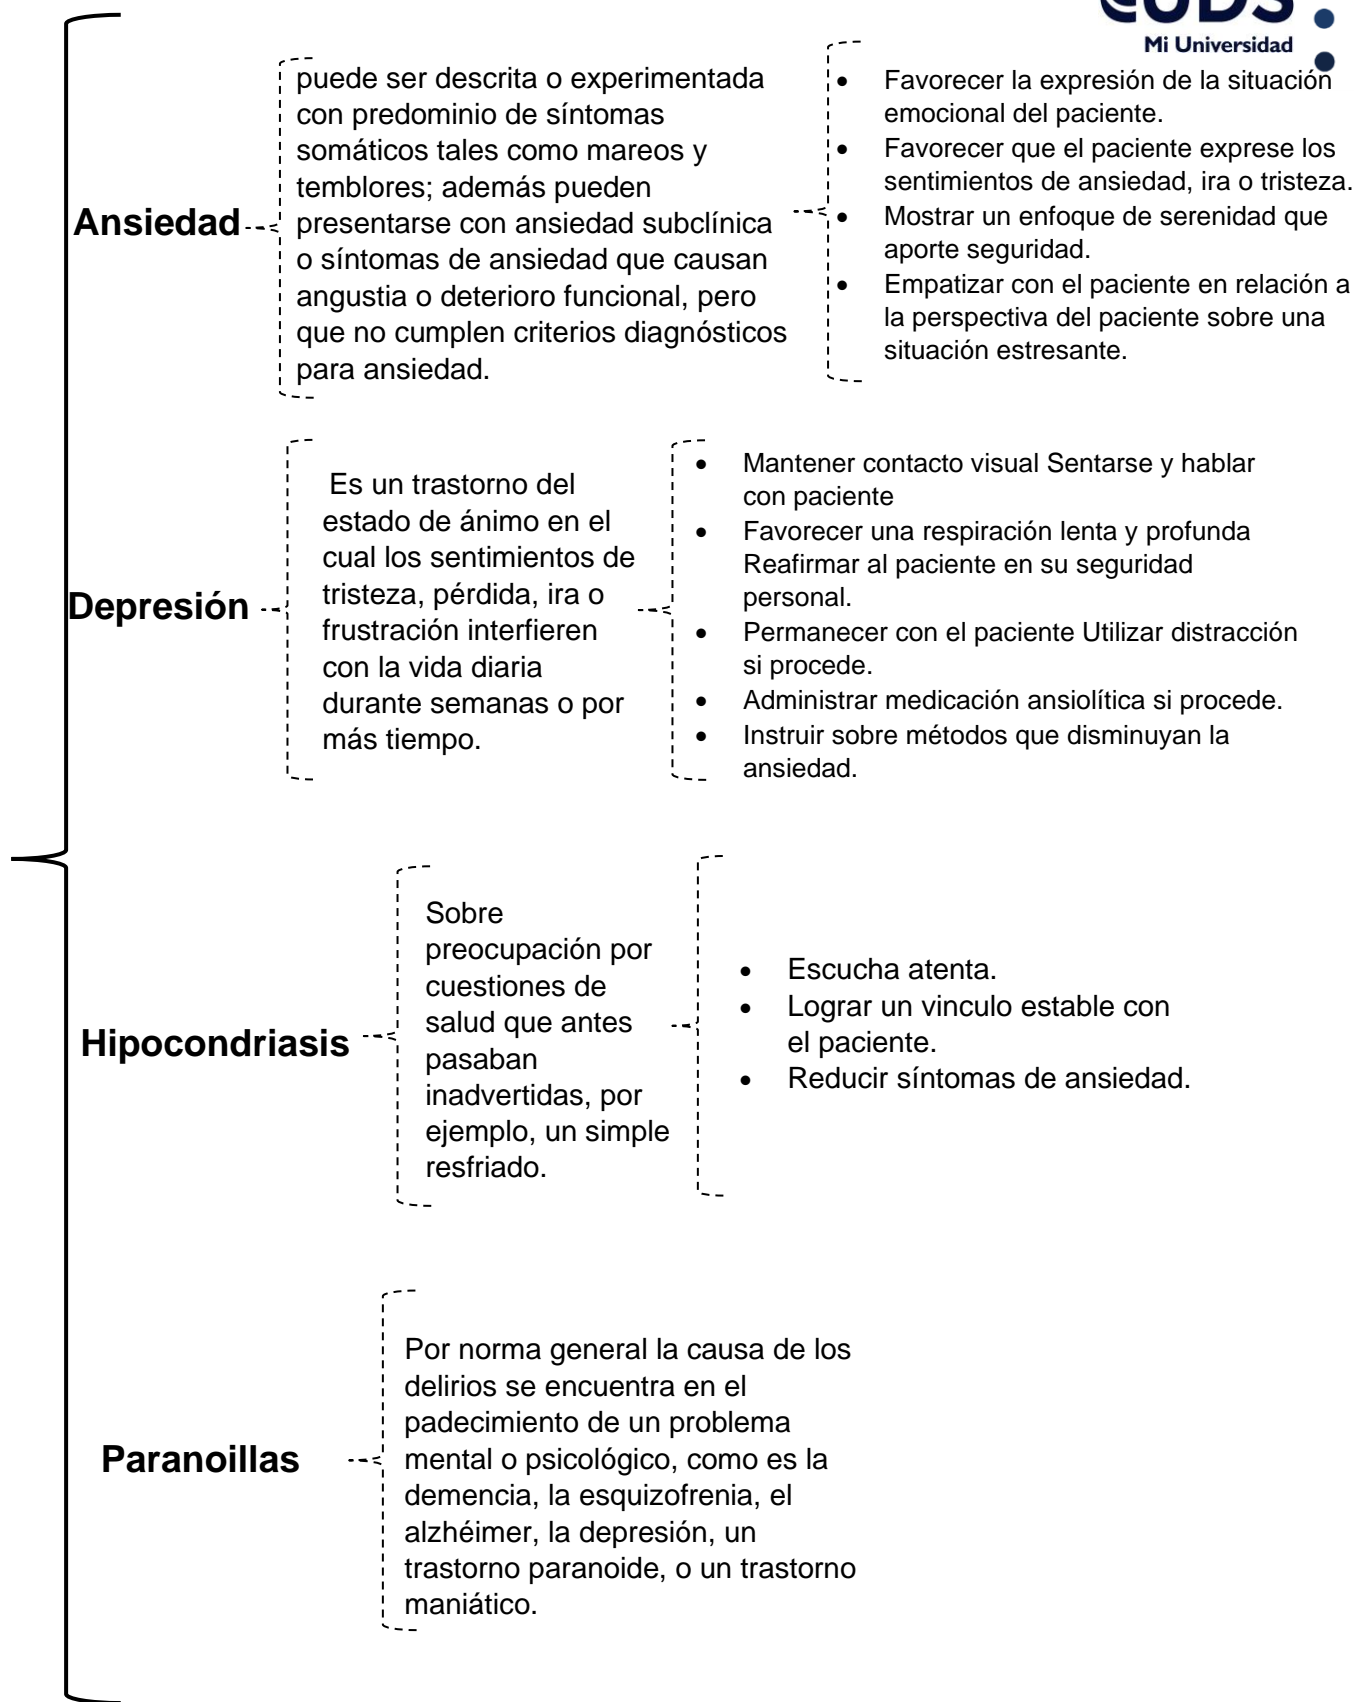 Mi Universidad
Ansiedad
puede ser descrita o experimentada
con predominio de síntomas
somáticos tales como mareos y
temblores; además pueden
presentarse con ansiedad subclínica
o síntomas de ansiedad que causan
angustia o deterioro funcional, pero
que no cumplen criterios diagnósticos
para ansiedad.
• Favorecer la expresión de la situación
emocional del paciente.
• Favorecer que el paciente exprese los
sentimientos de ansiedad, ira o tristeza.
• Mostrar un enfoque de serenidad que
aporte seguridad.
• Empatizar con el paciente en relación a
la perspectiva del paciente sobre una
situación estresante.
Depresión
Es un trastorno del
estado de ánimo en el
cual los sentimientos de
tristeza, pérdida, ira o
frustración interfieren
con la vida diaria
durante semanas o por
más tiempo.
• Mantener contacto visual Sentarse y hablar
con paciente
• Favorecer una respiración lenta y profunda
Reafirmar al paciente en su seguridad
personal.
• Permanecer con el paciente Utilizar distracción
si procede.
• Administrar medicación ansiolítica si procede.
• Instruir sobre métodos que disminuyan la
ansiedad.
Hipocondriasis
Sobre
preocupación por
cuestiones de
salud que antes
pasaban
inadvertidas, por
ejemplo, un simple
resfriado.
• Escucha atenta.
• Lograr un vinculo estable con
el paciente.
• Reducir síntomas de ansiedad.
Paranoillas
Por norma general la causa de los
delirios se encuentra en el
padecimiento de un problema
mental o psicológico, como es la
demencia, la esquizofrenia, el
alzhéimer, la depresión, un
trastorno paranoide, o un trastorno
maniático.